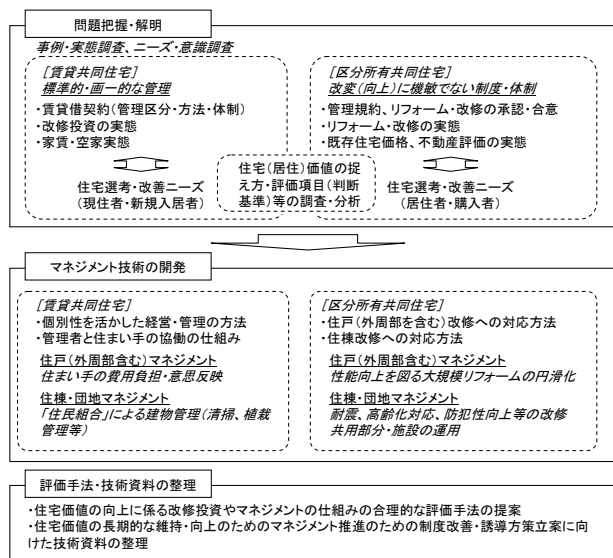 問題把握・解明
事例・実態調査、ニーズ・意識調査
[賃貸共同住宅]
標準的・画一的な管理
・賃貸借契約(管理区分・方法・体制)
・改修投資の実態
・家賃・空家実態
住宅選考・改善ニーズ
(現住者・新規入居者)
[区分所有共同住宅]
改変(向上)に機敏でない制度・体制
・管理規約、リフォーム・改修の承認・合意
・リフォーム・改修の実態
・既存住宅価格、不動産評価の実態
住宅選考・改善ニーズ
(居住者・購入者)
住宅(居住)価値の捉
え方・評価項目(判断
基準)等の調査・分析
マネジメント技術の開発
[賃貸共同住宅]
・個別性を活かした経営・管理の方法
・管理者と住まい手の協働の仕組み
住戸(外周部含む)マネジメント
住まい手の費用負担・意思反映
住棟・団地マネジメント
「住民組合」による建物管理(清掃、植栽
管理等)
[区分所有共同住宅]
・住戸(外周部を含む)改修への対応方法
・住棟改修への対応方法
住戸(外周部含む)マネジメント
性能向上を図る大規模リフォームの円滑化
住棟・団地マネジメント
耐震、高齢化対応、防犯性向上等の改修
共用部分・施設の運用
評価手法・技術資料の整理
・住宅価値の向上に係る改修投資やマネジメントの仕組みの合理的な評価手法の提案
・住宅価値の長期的な維持・向上のためのマネジメント推進のための制度改善・誘導方策立案に向
けた技術資料の整理